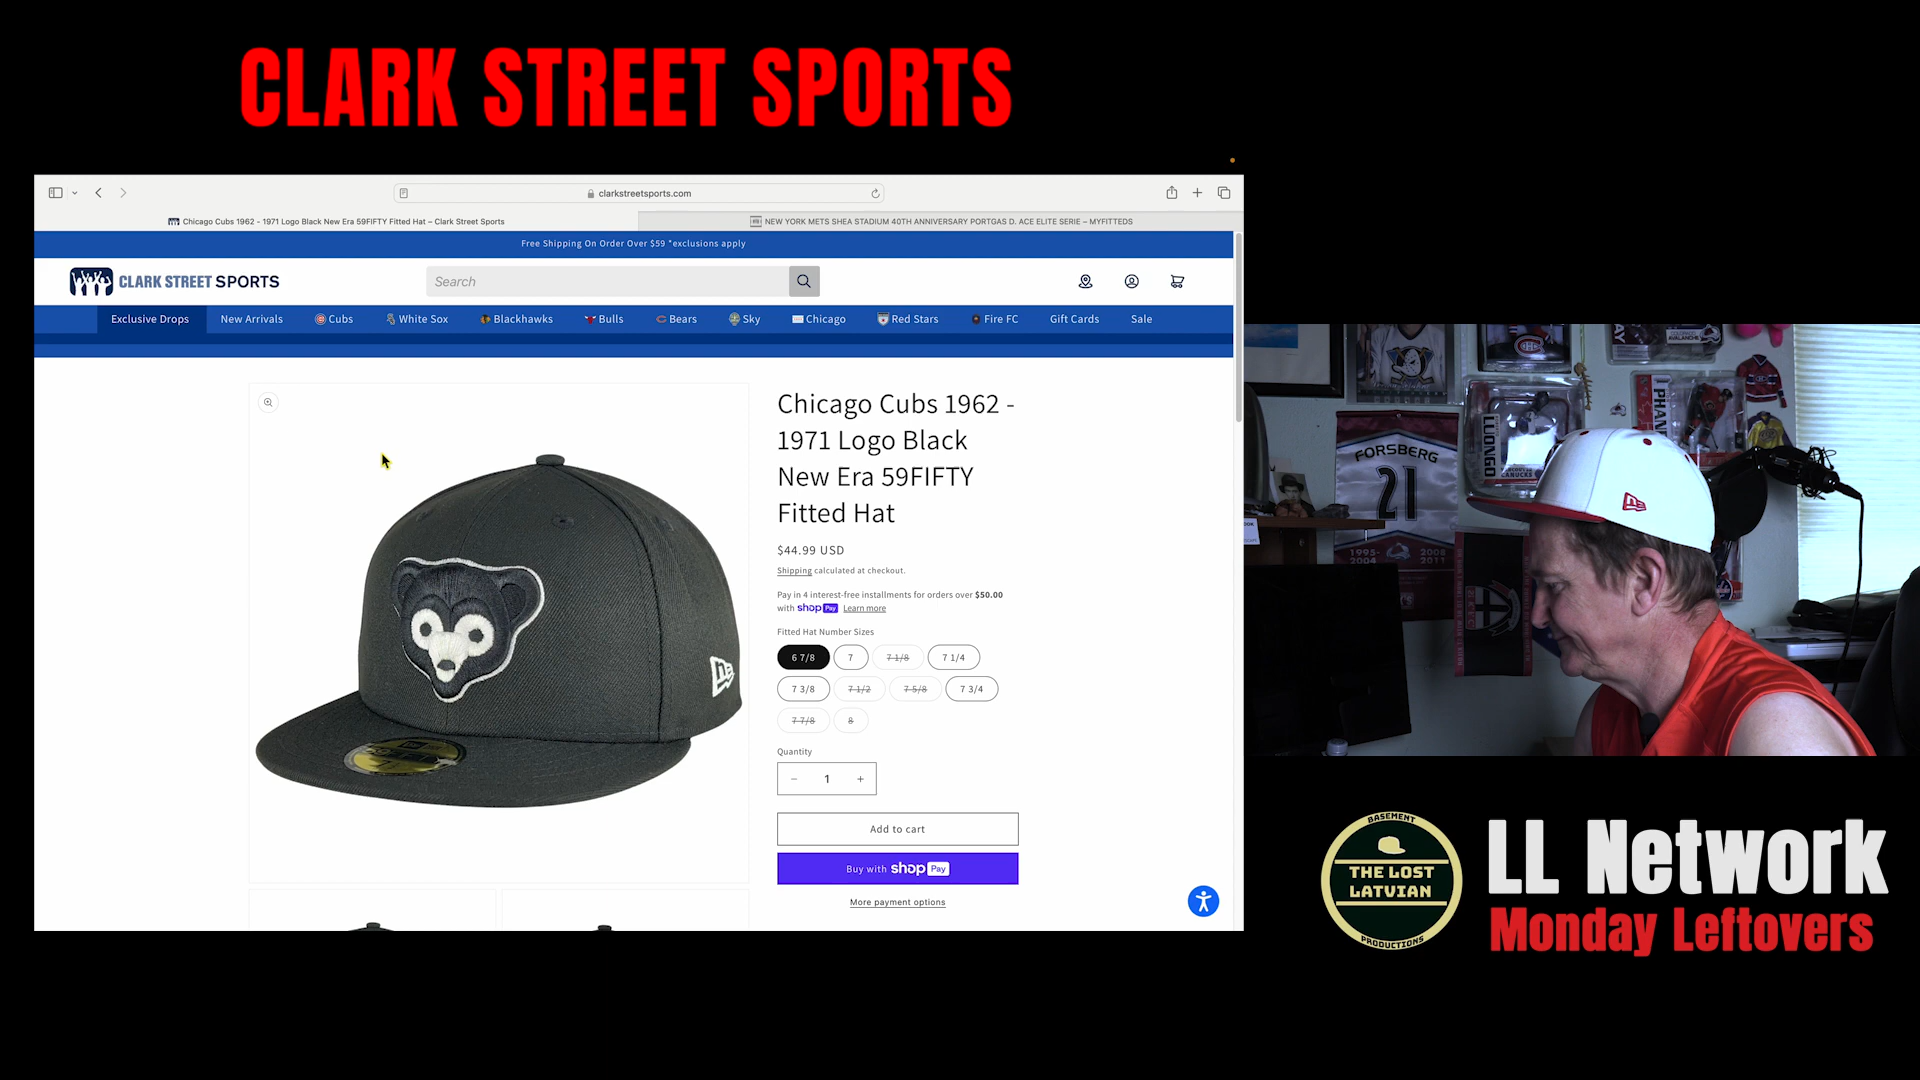 CLARK STREET SPORTS
clarkstreetsports.com
Chicago Cubs 1962 - 1971 Logo Black New Era 59FIFTY Fitted Hat – Clark Street Sports
NEW YORK METS SHEA STADIUM 40TH ANNIVERSARY PORTGAS D. ACE ELITE SERIE – MYFITTEDS
Free Shipping On Order Over $59 *exclusions apply
CLARK STREET SPORTS
Search
Exclusive Drops
New Arrivals
Cubs
White Sox
Blackhawks
Bulls
Bears
Sky
Chicago
Red Stars
Fire FC
Gift Cards
Sale
Chicago Cubs 1962 -
1971 Logo Black
New Era 59FIFTY
Fitted Hat
$44.99 USD
Shipping calculated at checkout.
Pay in 4 interest-free installments for orders over $50.00
with shop Pay Learn more
Fitted Hat Number Sizes
6 7/8
7
7 1/8
7 1/4
7 3/8
7 1/2
7 5/8
7 3/4
7 7/8
8
Quantity
− 1 +
Add to cart
Buy with shop Pay
More payment options
FORSBERG
21
1995-
2004
2008
2011
LUONGO
BASEMENT
THE LOST
LATVIAN
PRODUCTIONS
LL Network
Monday Leftovers